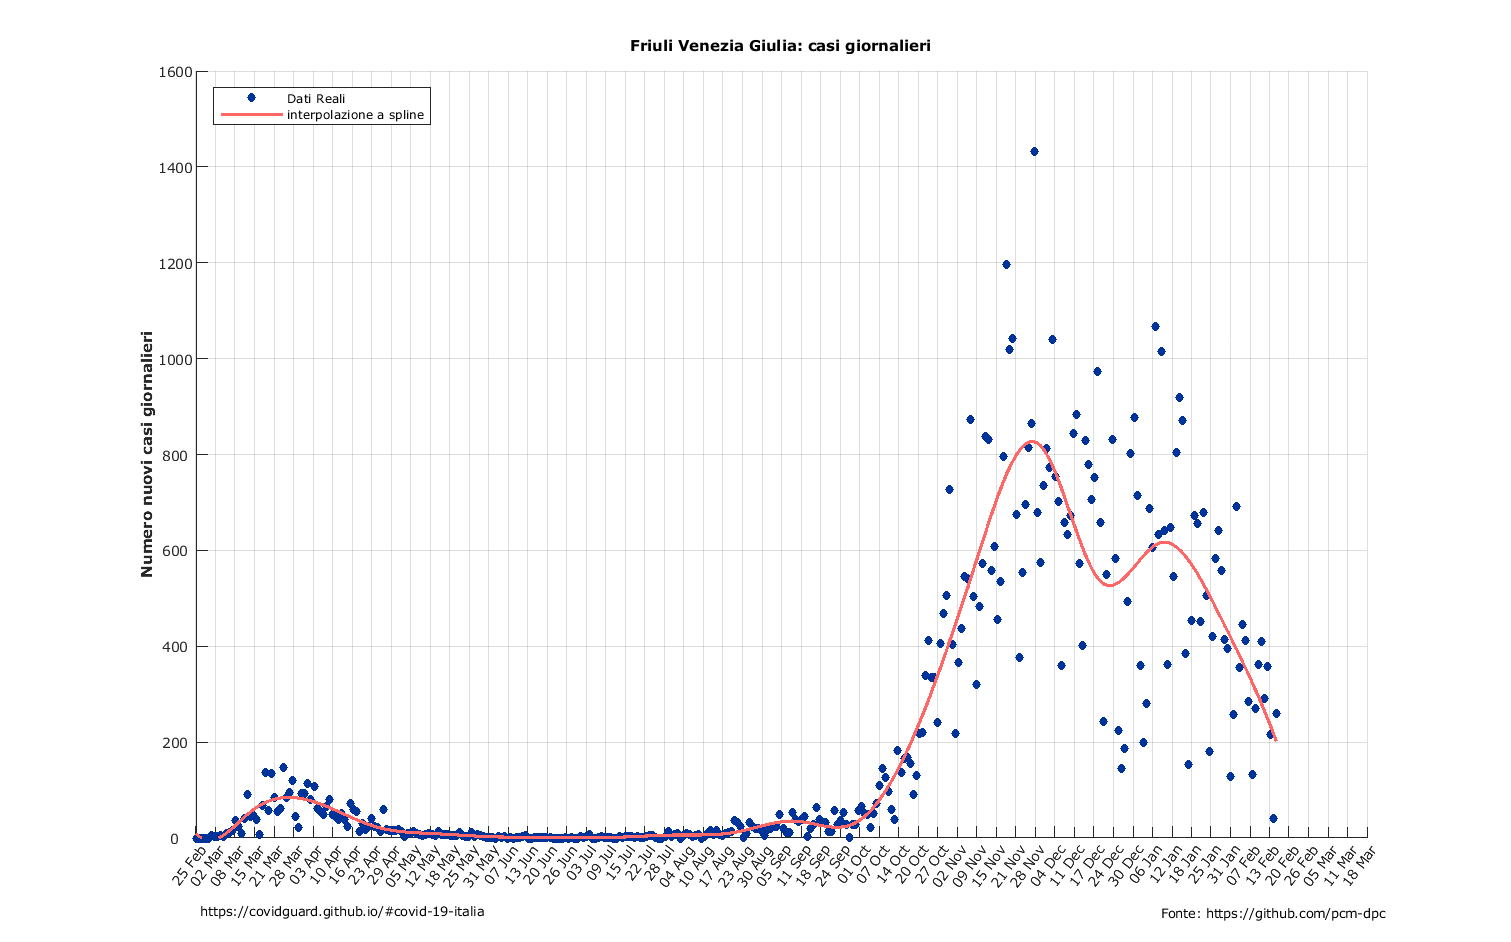 Friuli Venezia Giulia: casi giornalieri
Dati Reali
interpolazione a spline
Numero nuovi casi giornalieri
1600
1400
1200
1000
800
600
400
200
0
25 Feb
02 Mar
08 Mar
15 Mar
21 Mar
28 Mar
03 Apr
10 Apr
16 Apr
23 Apr
29 Apr
05 May
12 May
18 May
25 May
31 May
07 Jun
13 Jun
20 Jun
26 Jun
03 Jul
09 Jul
15 Jul
22 Jul
28 Jul
04 Aug
10 Aug
17 Aug
23 Aug
30 Aug
05 Sep
11 Sep
18 Sep
24 Sep
01 Oct
07 Oct
14 Oct
20 Oct
27 Oct
02 Nov
09 Nov
15 Nov
21 Nov
28 Nov
04 Dec
11 Dec
17 Dec
24 Dec
30 Dec
06 Jan
12 Jan
18 Jan
25 Jan
31 Jan
07 Feb
13 Feb
20 Feb
26 Feb
05 Mar
11 Mar
18 Mar
https://covidguard.github.io/#covid-19-italia
Fonte: https://github.com/pcm-dpc